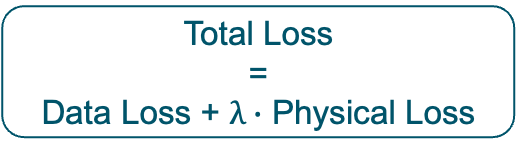 Total Loss
=
Data Loss + λ · Physical Loss